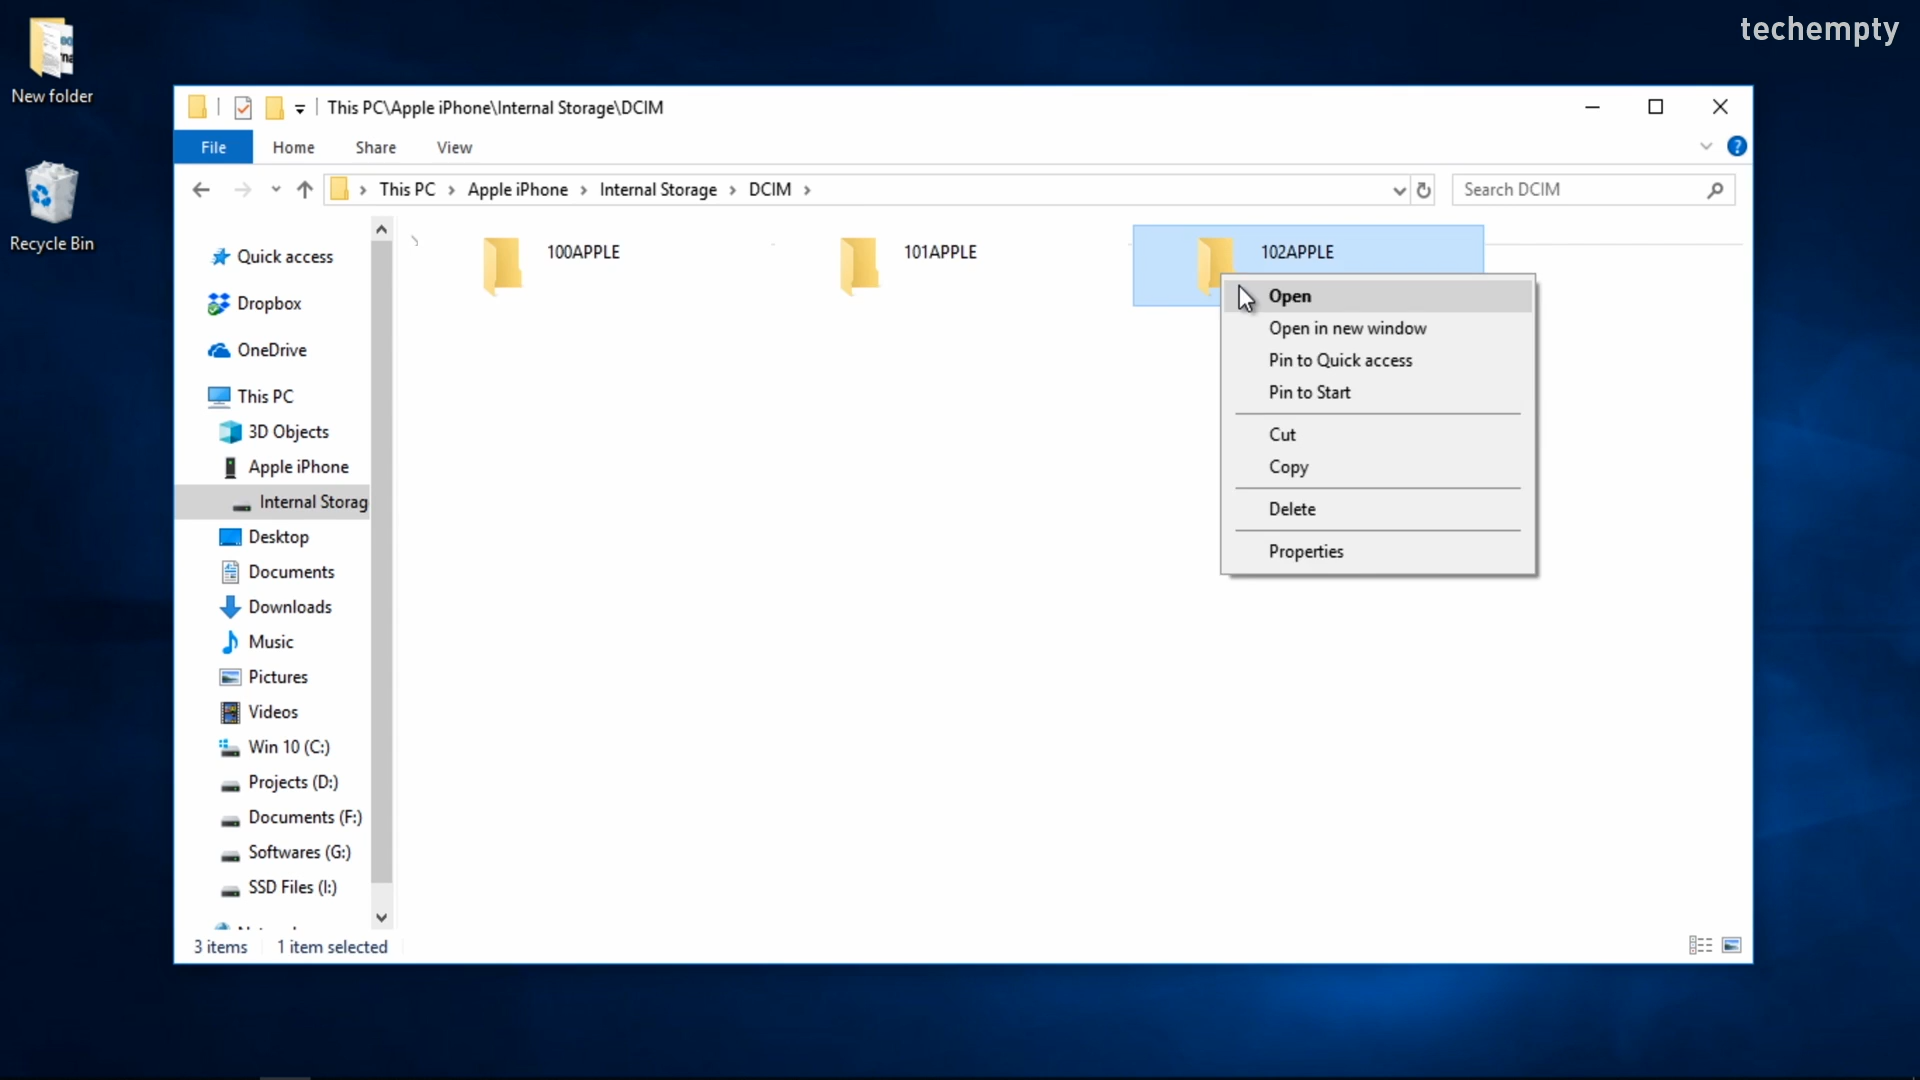 techempty
New folder
Recycle Bin
This PC\Apple iPhone\Internal Storage\DCIM
File Home Share View
This PC Apple iPhone Internal Storage DCIM
Search DCIM
Quick access
Dropbox
OneDrive
This PC
3D Objects
Apple iPhone
Internal Storag
Desktop
Documents
Downloads
Music
Pictures
Videos
Win 10 (C:)
Projects (D:)
Documents (F:)
Softwares (G:)
SSD Files (I:)
100APPLE
101APPLE
102APPLE
Open
Open in new window
Pin to Quick access
Pin to Start
Cut
Copy
Delete
Properties
3 items 1 item selected